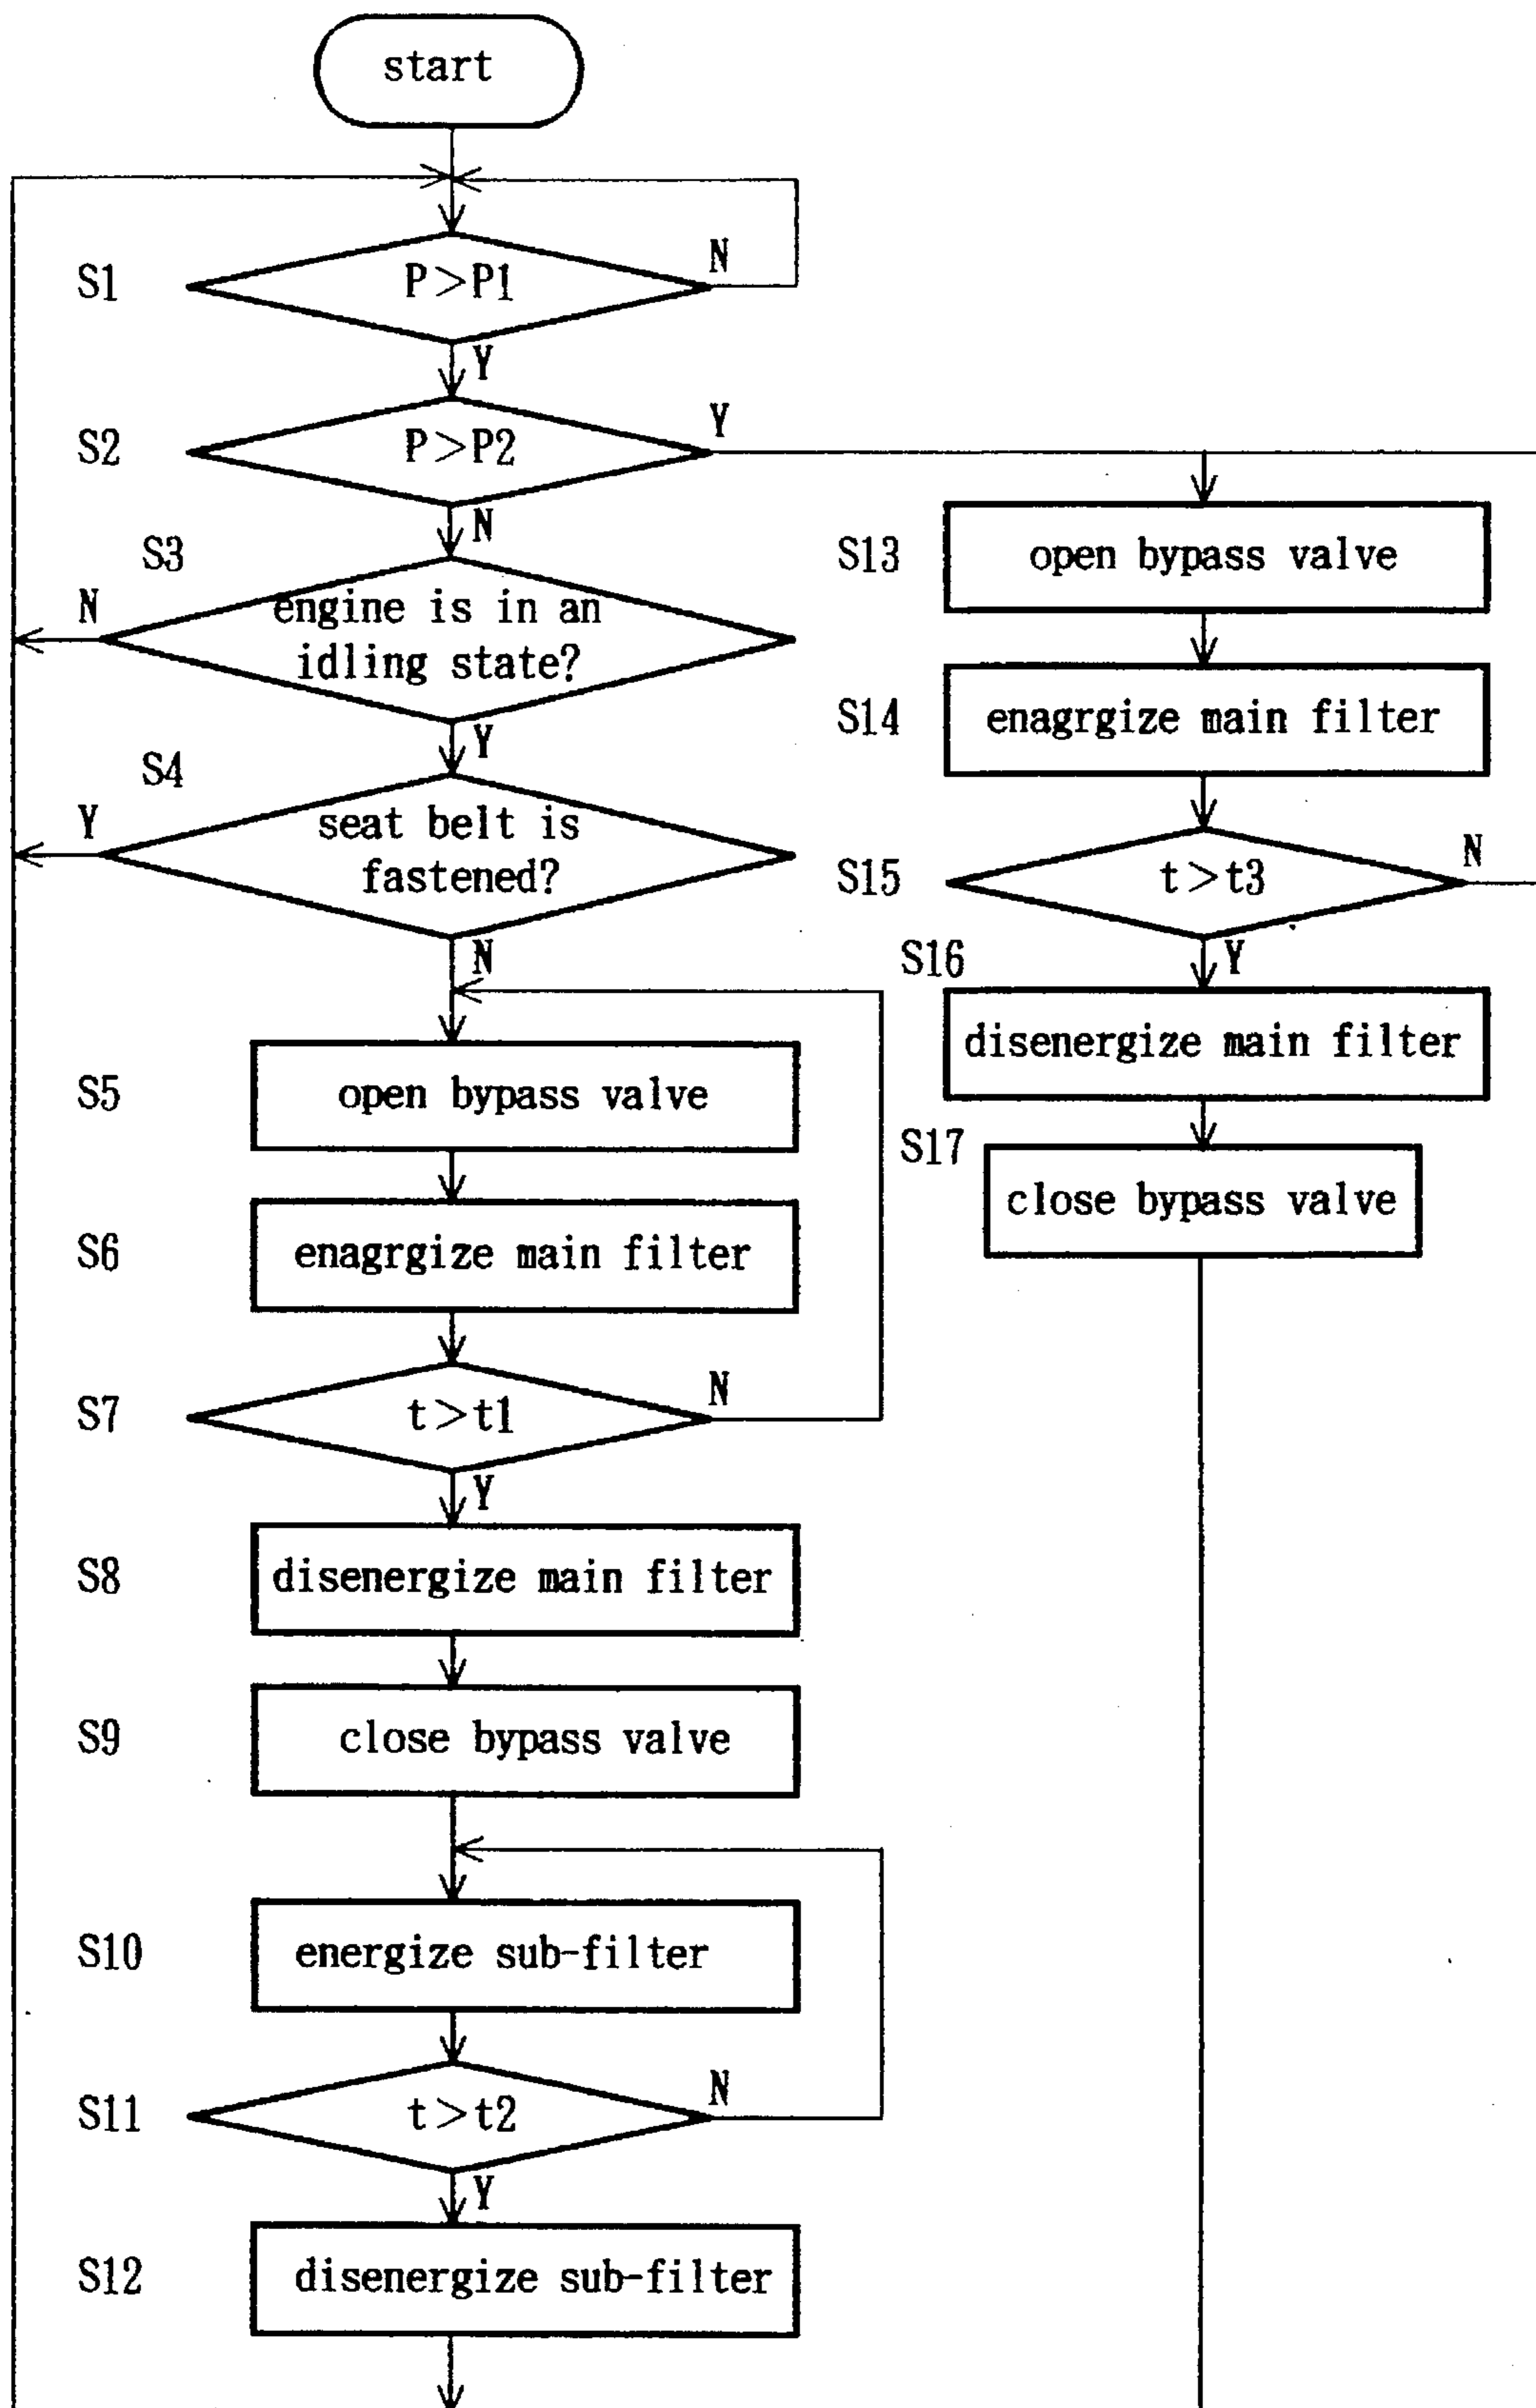 start
S1
P>P1
N
Y
S2
P>P2
Y
N
S3
engine is in an
idling state?
N
Y
S4
seat belt is
fastened?
Y
N
S5
open bypass valve
S6
enagrgize main filter
S7
t>t1
N
Y
S8
disenergize main filter
S9
close bypass valve
S10
energize sub-filter
S11
t>t2
N
Y
S12
disenergize sub-filter
S13
open bypass valve
S14
enagrgize main filter
S15
t>t3
N
Y
S16
disenergize main filter
S17
close bypass valve